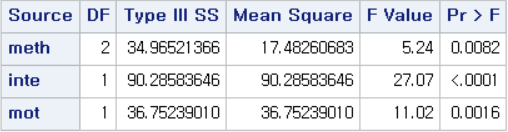 Source DF Type III SS Mean Square F Value Pr > F
meth 2 34.96521366 17.48260683 5.24 0.0082
inte 1 90.28583646 90.28583646 27.07 <.0001
mot 1 36.75239010 36.75239010 11.02 0.0016